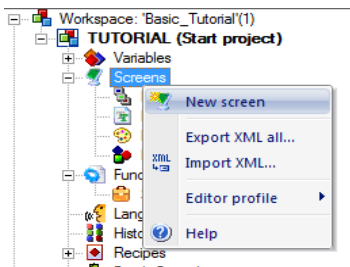 Workspace: 'Basic_Tutorial'(1)
TUTORIAL (Start project)
Variables
Screens
New screen
Export XML all...
XML
Import XML...
Func
Editor profile
Lang
Histo
Help
Recipes